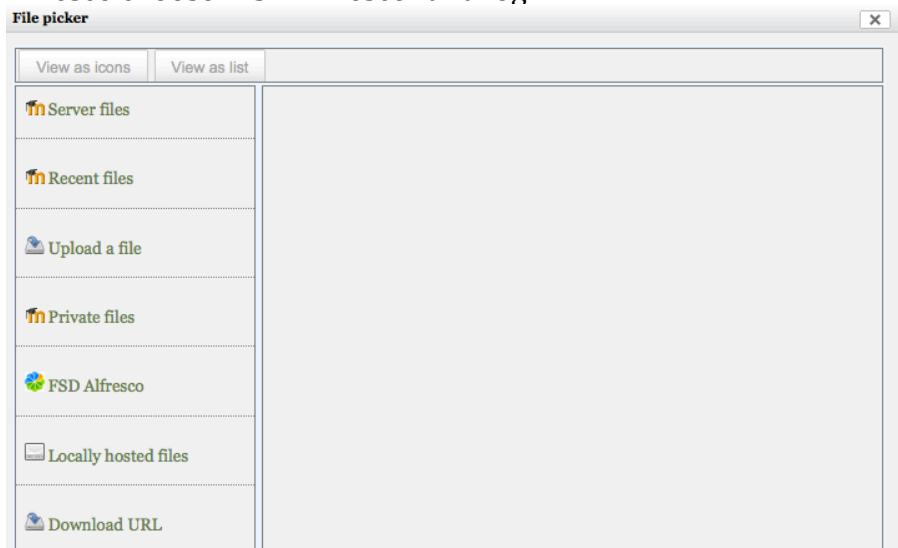 File picker
View as icons View as list
Server files
Recent files
Upload a file
Private files
FSD Alfresco
Locally hosted files
Download URL